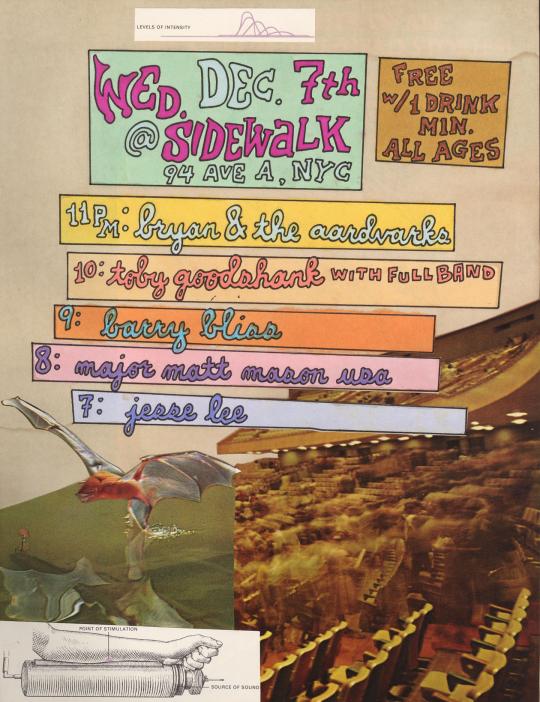 LEVELS OF INTENSITY
WED. DEC. 7th
@ SIDEWALK
94 AVE A, NYC
FREE
w/1 DRINK
MIN.
ALL AGES
11PM: bryan & the aardvarks
10: toby goodshank WITH FULL BAND
9: barry bliss
8: major matt mason usa
7: jesse lee
POINT OF STIMULATION
SOURCE OF SOUND